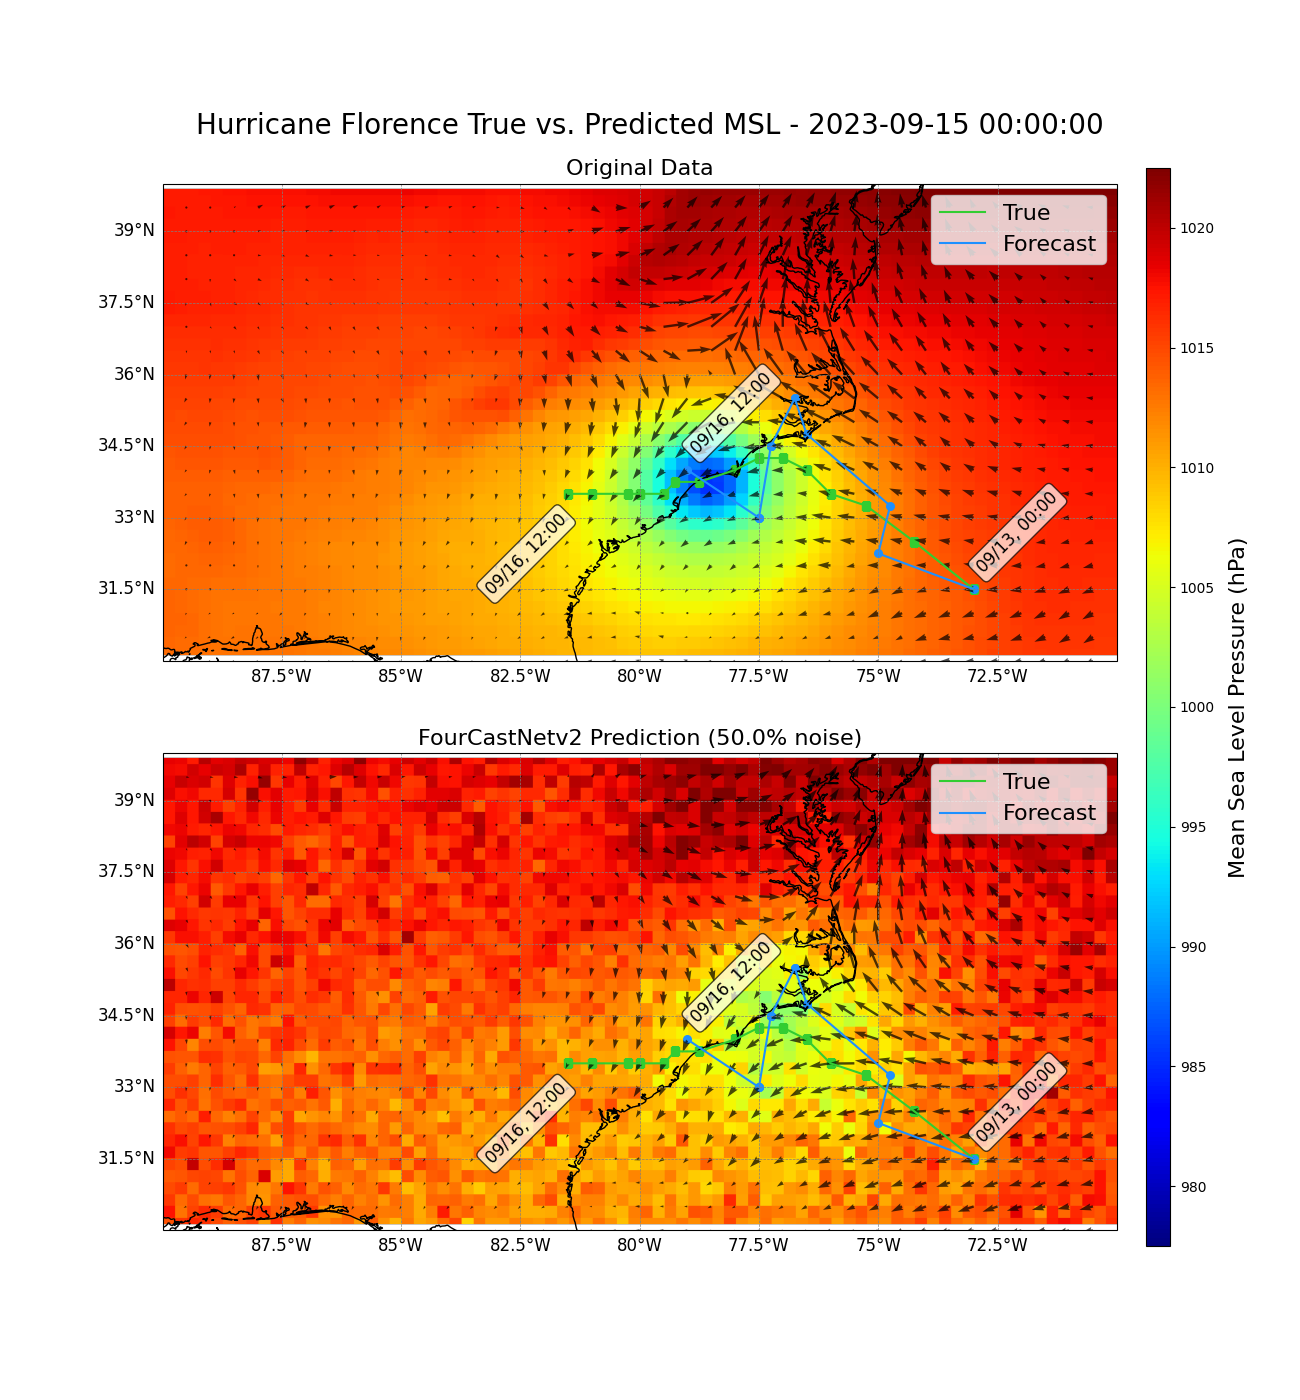 Hurricane Florence True vs. Predicted MSL - 2023-09-15 00:00:00
Original Data
True
Forecast
39°N
37.5°N
36°N
34.5°N
33°N
31.5°N
09/16, 12:00
09/16, 12:00
09/13, 00:00
87.5°W 85°W 82.5°W 80°W 77.5°W 75°W 72.5°W
FourCastNetv2 Prediction (50.0% noise)
True
Forecast
39°N
37.5°N
36°N
34.5°N
33°N
31.5°N
09/16, 12:00
09/16, 12:00
09/13, 00:00
87.5°W 85°W 82.5°W 80°W 77.5°W 75°W 72.5°W
1020
1015
1010
1005
1000
995
990
985
980
Mean Sea Level Pressure (hPa)